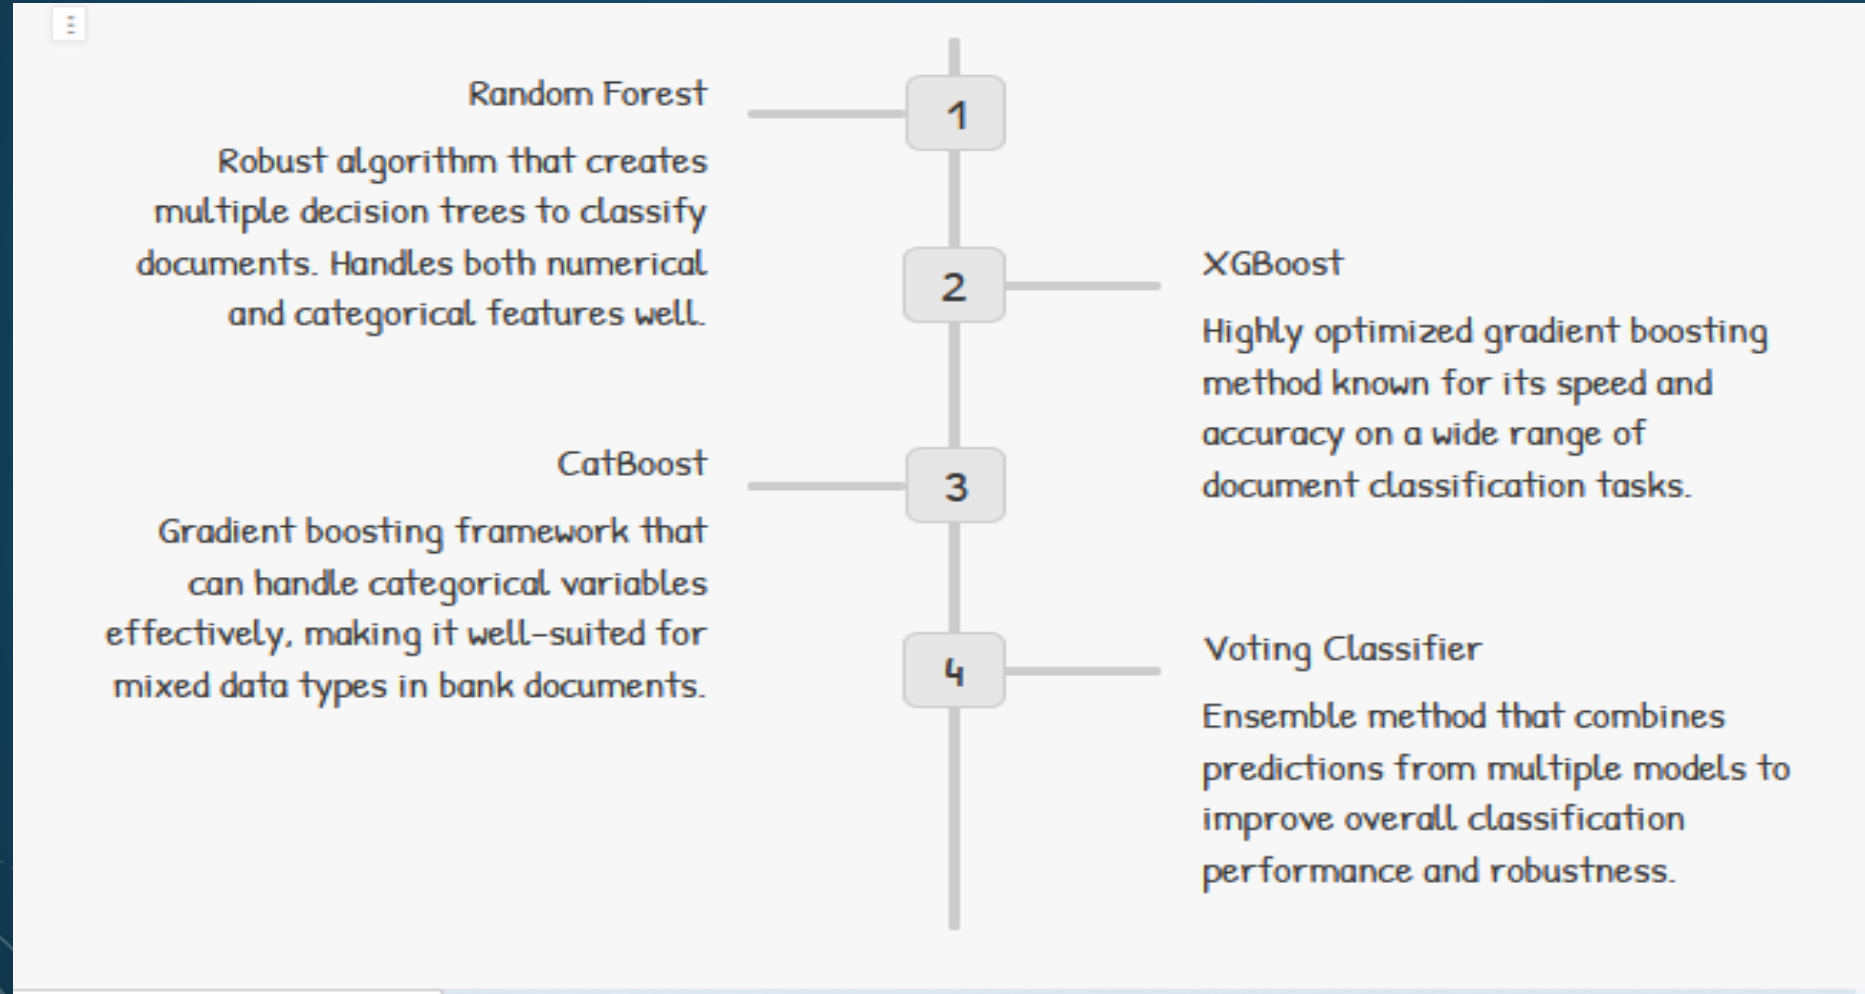 1
Random Forest
Robust algorithm that creates
multiple decision trees to classify
documents. Handles both numerical
and categorical features well.
2
XGBoost
Highly optimized gradient boosting
method known for its speed and
accuracy on a wide range of
document classification tasks.
3
CatBoost
Gradient boosting framework that
can handle categorical variables
effectively, making it well-suited for
mixed data types in bank documents.
4
Voting Classifier
Ensemble method that combines
predictions from multiple models to
improve overall classification
performance and robustness.